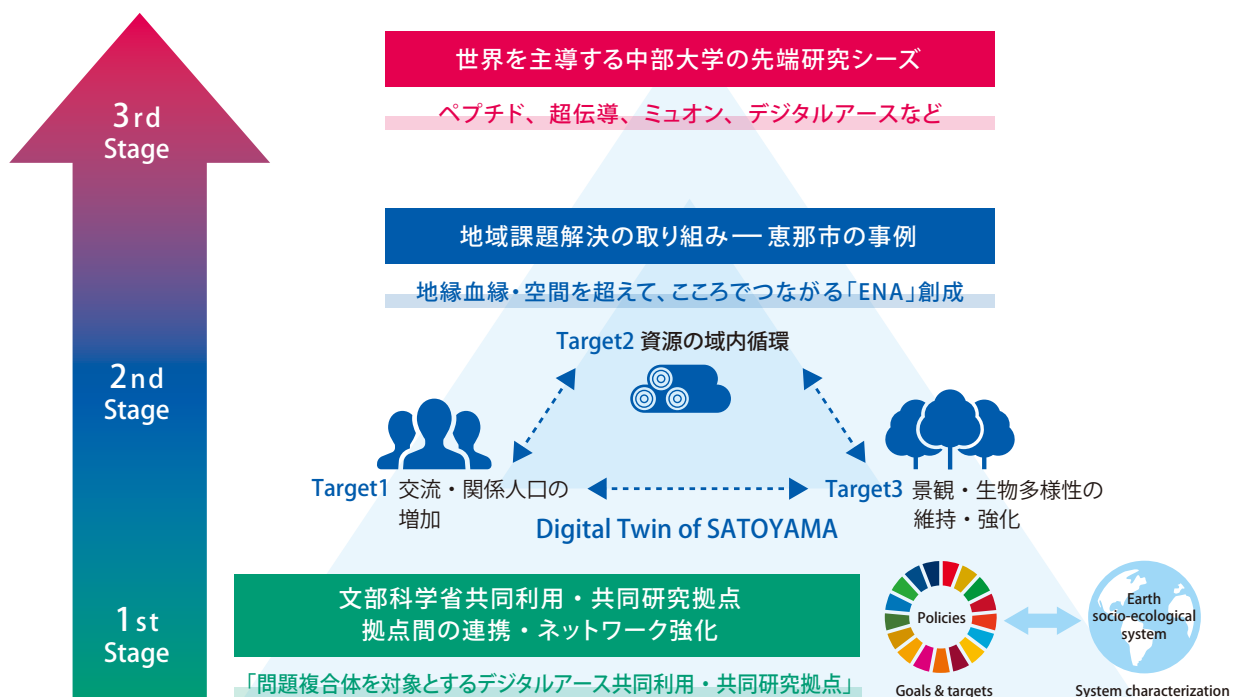 世界を主導する中部大学の先端研究シーズ
ペプチド、超伝導、ミュオン、デジタルアースなど
3rd
Stage
地域課題解決の取り組み ── 恵那市の事例
地縁血縁・空間を超えて、こころでつながる「ENA」創成
Target2 資源の域内循環
2nd
Stage
Target1 交流・関係人口の
増加
Target3 景観・生物多様性の
維持・強化
Digital Twin of SATOYAMA
1st
Stage
文部科学省共同利用・共同研究拠点
拠点間の連携・ネットワーク強化
「問題複合体を対象とするデジタルアース共同利用・共同研究拠点」
Policies
Goals & targets
Earth
socio-ecological
system
System characterization